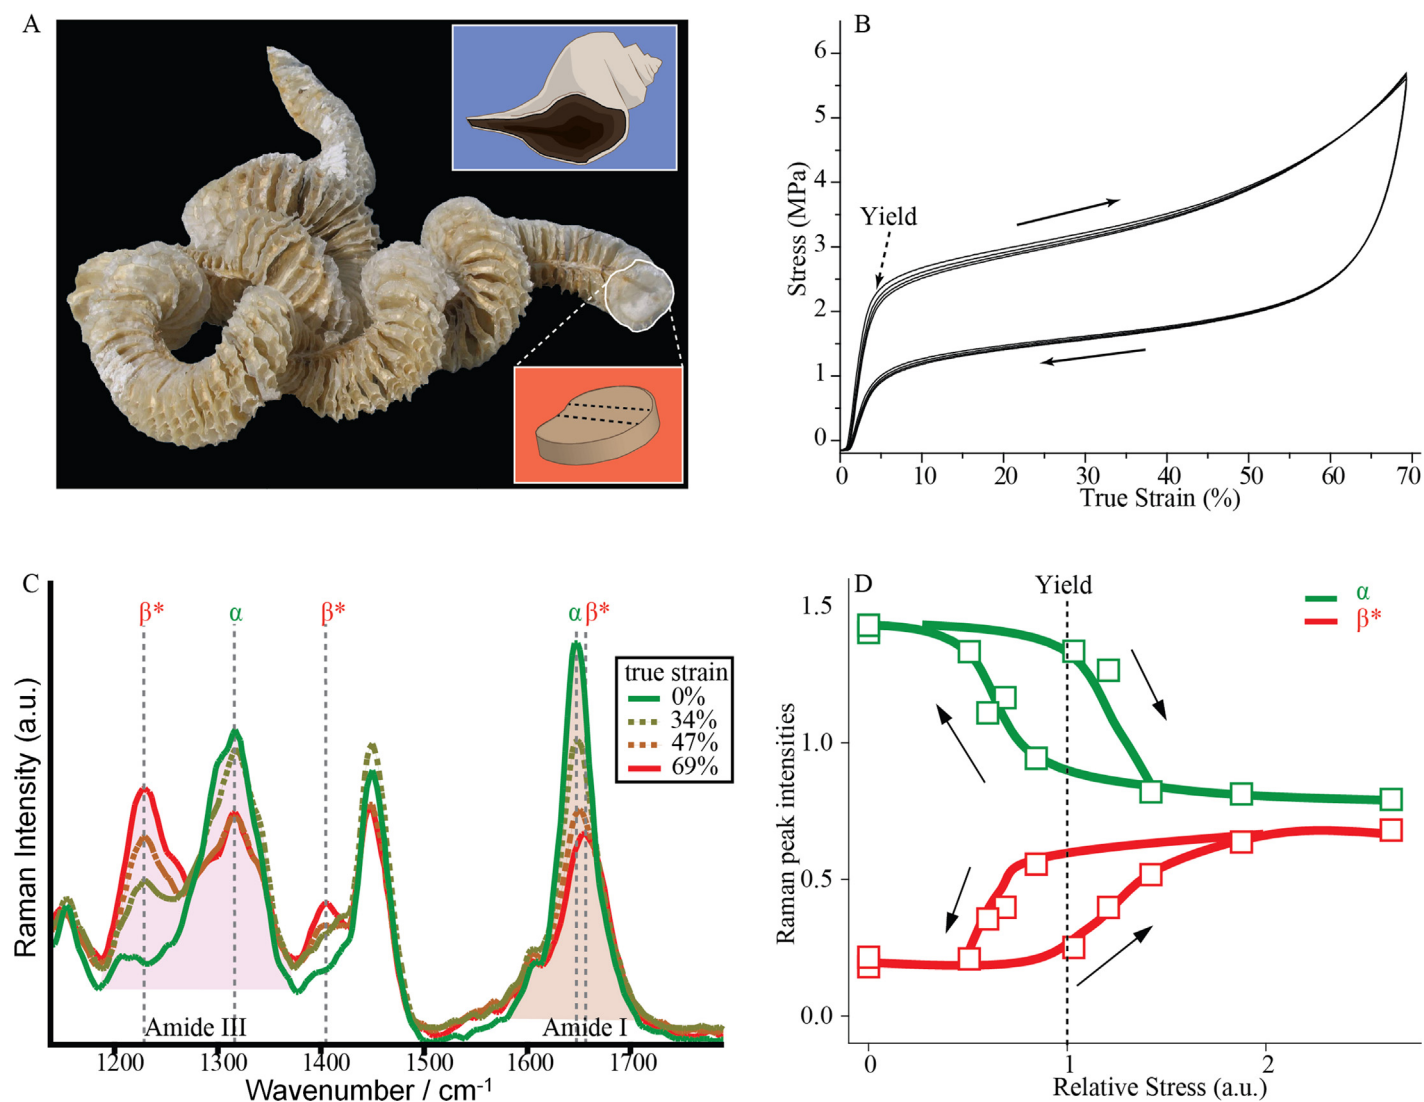 A
B
6
5
4
3
2
1
0
Stress (MPa)
Yield
0 10 20 30 40 50 60 70
True Strain (%)
C
β* α β* α β*
true strain
0%
34%
47%
69%
Raman Intensity (a.u.)
Amide III Amide I
1200 1300 1400 1500 1600 1700
Wavenumber / cm-1
D
Yield
α
β*
1.5
1.0
0.5
0.0
Raman peak intensities
0 1 2
Relative Stress (a.u.)